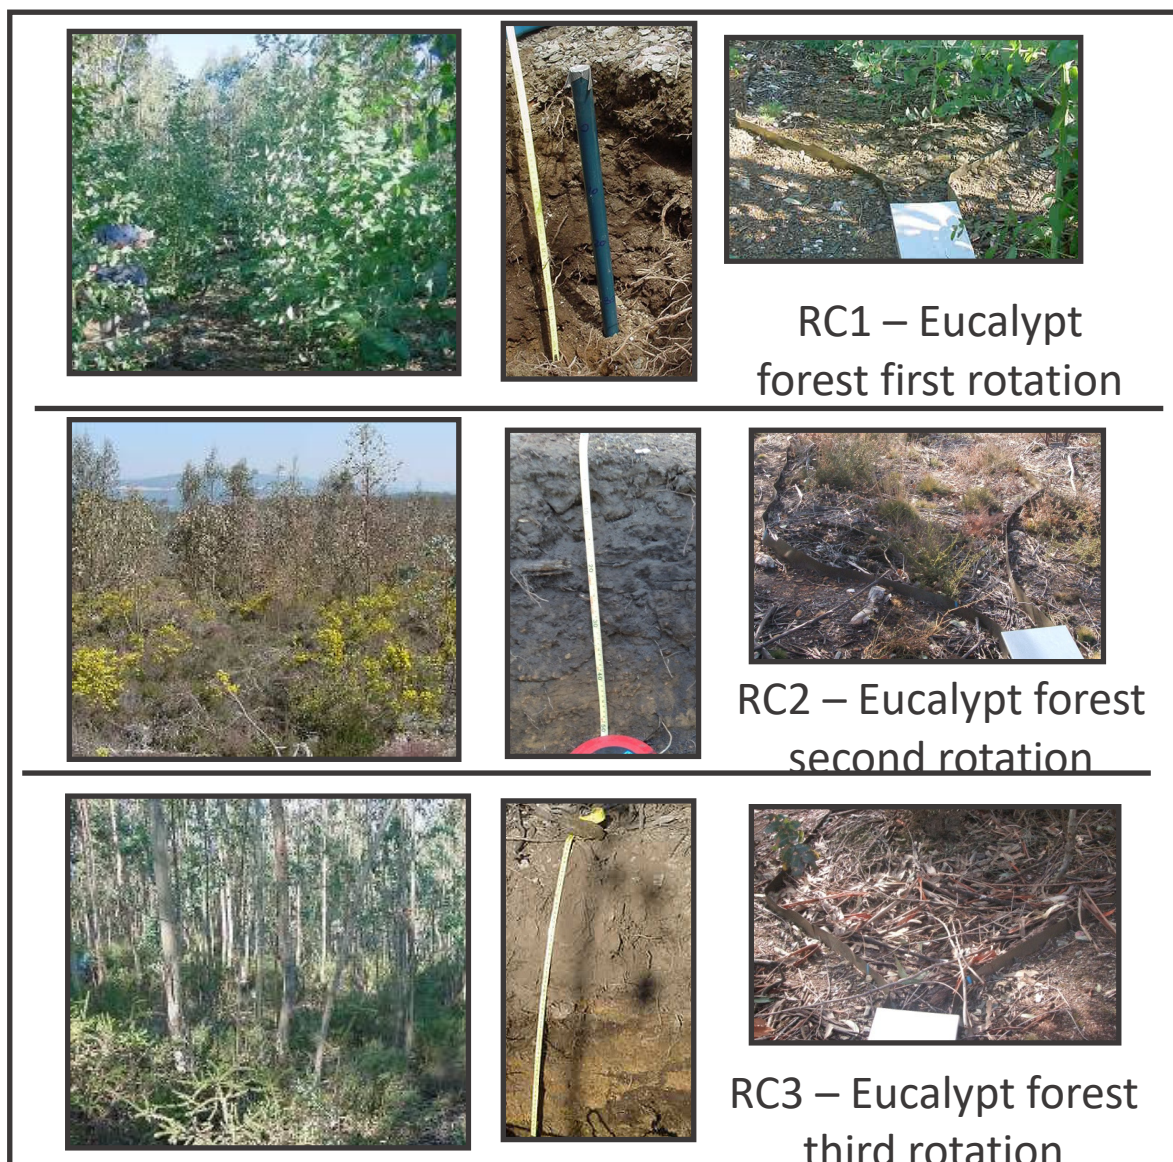 RC1 – Eucalypt
forest first rotation
RC2 – Eucalypt forest
second rotation
RC3 – Eucalypt forest
third rotation